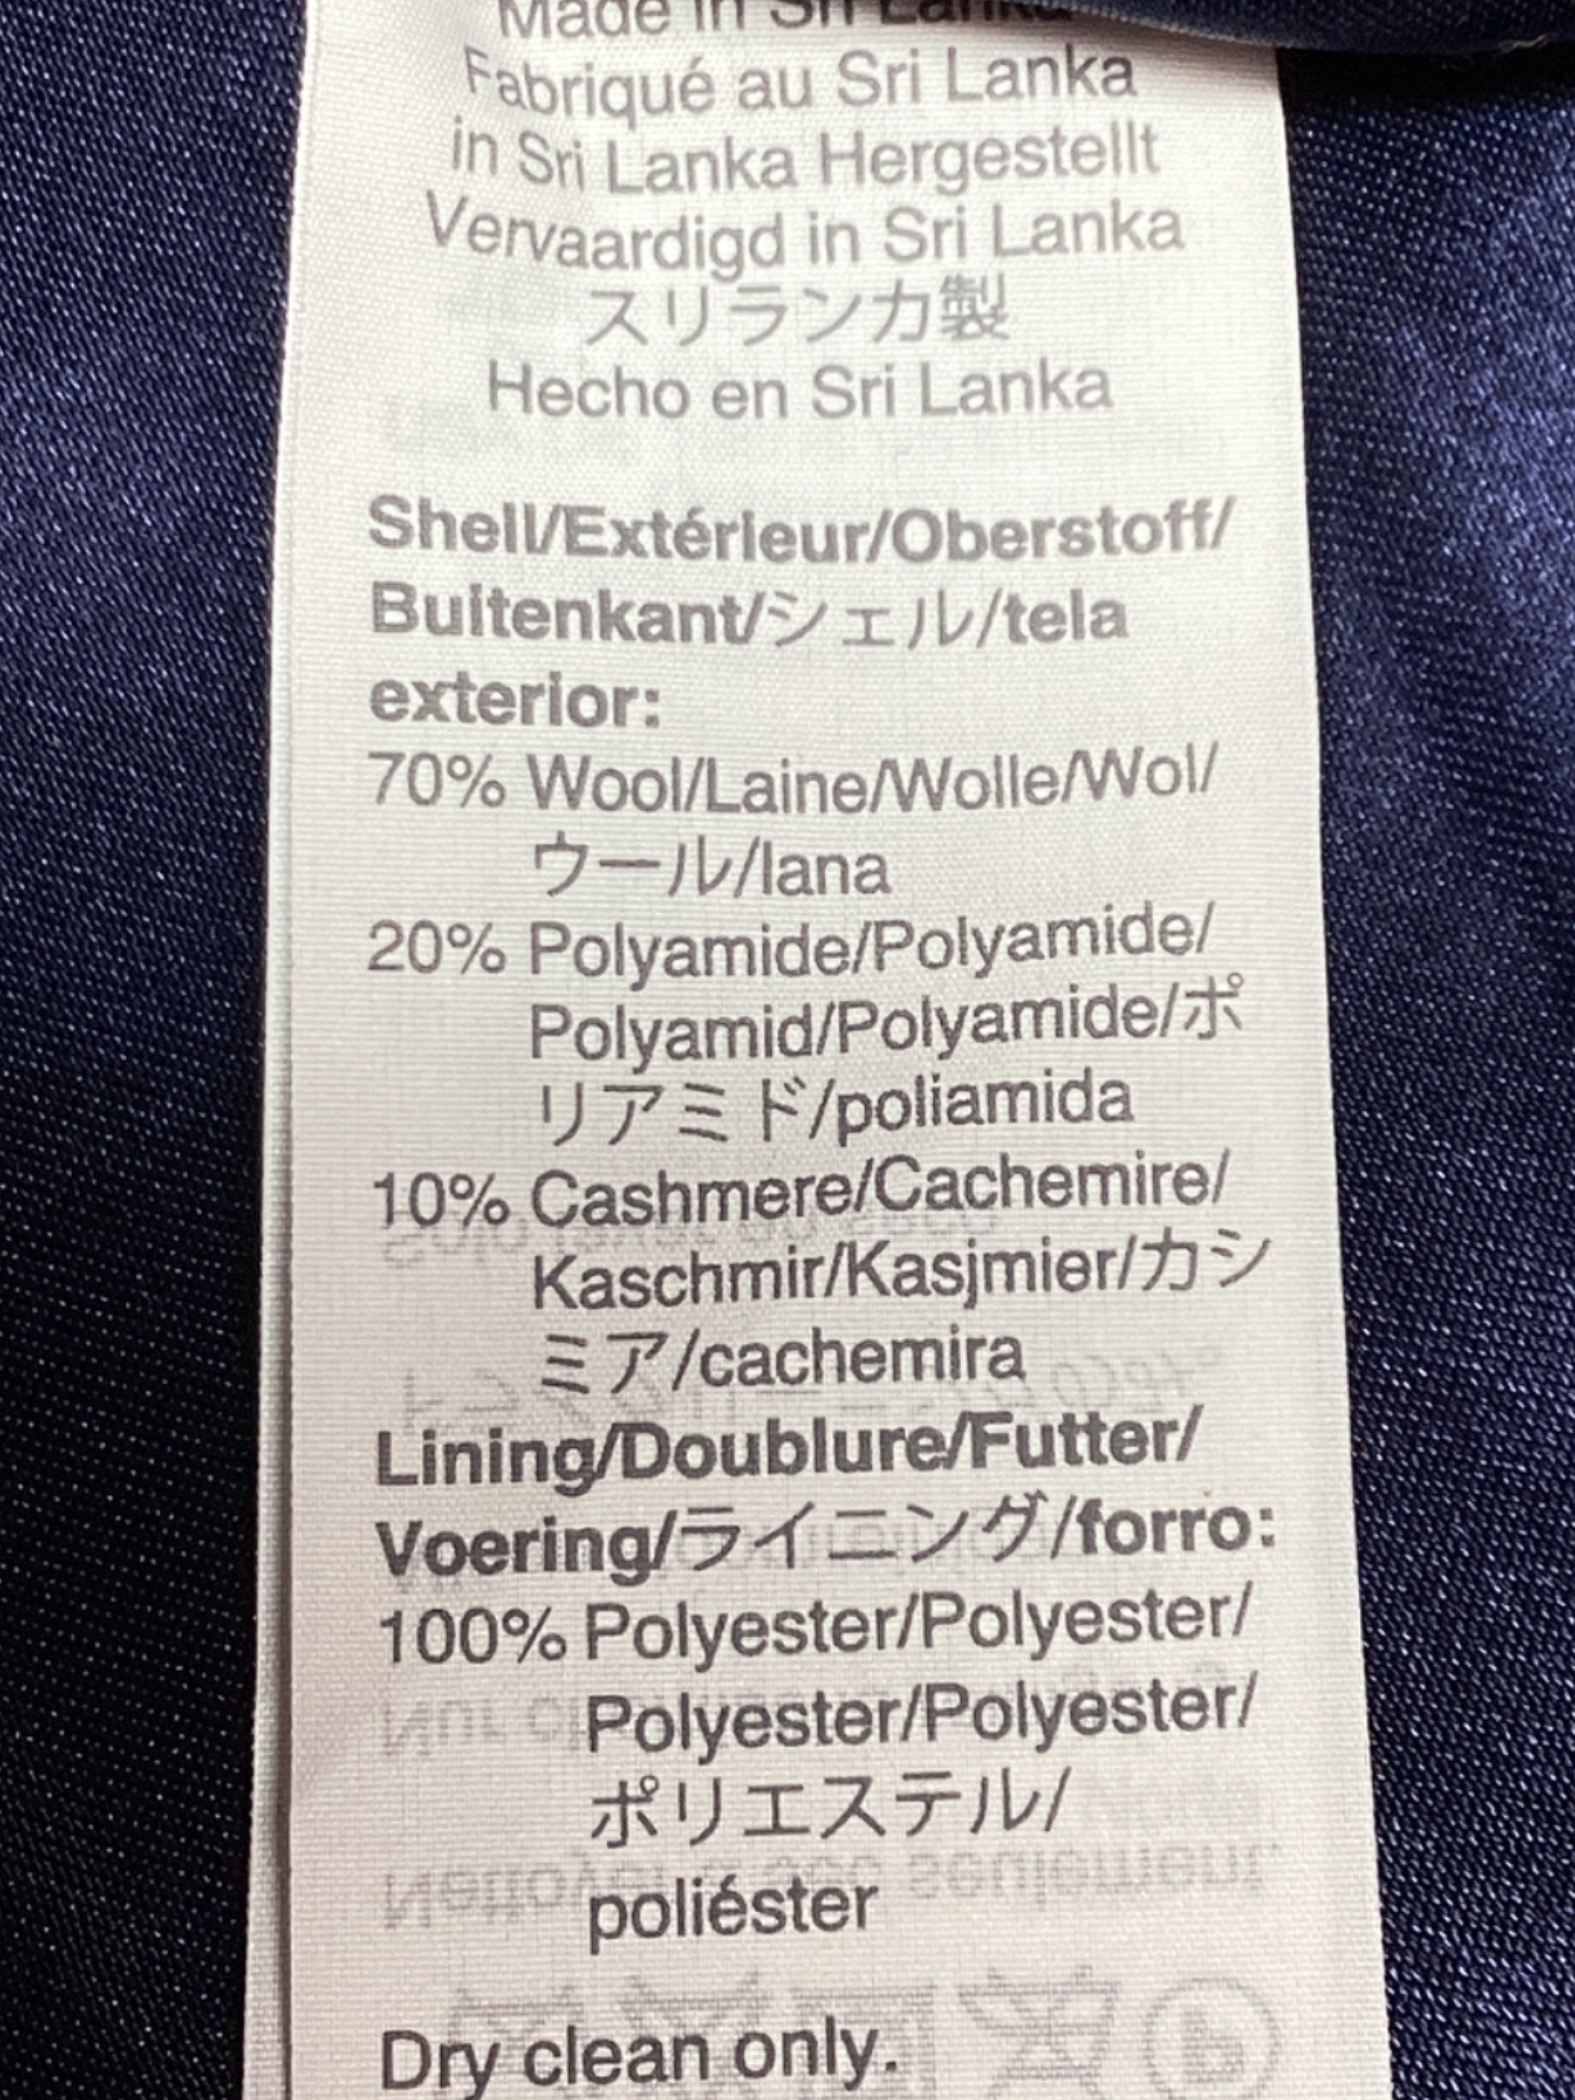 Made in Sri Lanka
Fabriqué au Sri Lanka
in Sri Lanka Hergestellt
Vervaardigd in Sri Lanka
スリランカ製
Hecho en Sri Lanka
Shell/Extérieur/Oberstoff/
Buitenkant/シェル/tela
exterior:
70% Wool/Laine/Wolle/Wol/
ウール/lana
20% Polyamide/Polyamide/
Polyamid/Polyamide/ポ
リアミド/poliamida
10% Cashmere/Cachemire/
Kaschmir/Kasjmier/カシ
ミア/cachemira
Lining/Doublure/Futter/
Voering/ライニング/forro:
100% Polyester/Polyester/
Polyester/Polyester/
ポリエステル/
poliéster
Dry clean only.